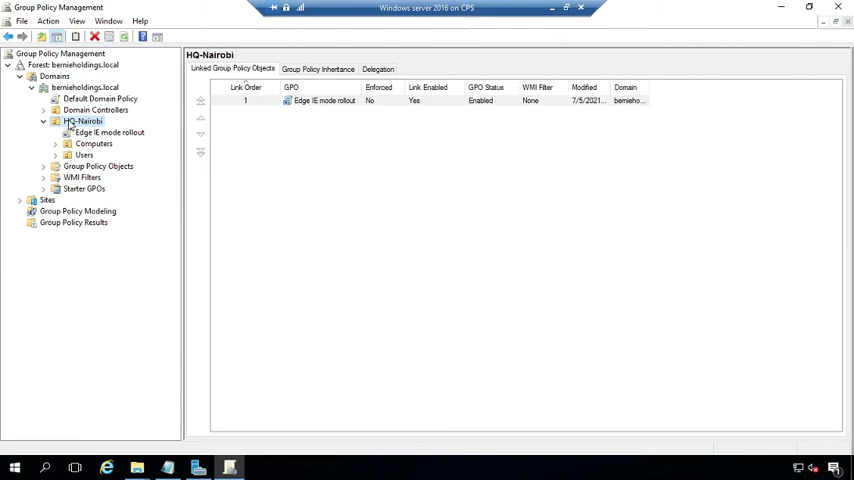 Windows server 2016 on CPS
Group Policy Management
File Action View Window Help
Group Policy Management
Forest: bernieholdings.local
Domains
bernieholdings.local
Default Domain Policy
Domain Controllers
HQ-Nairobi
Edge IE mode rollout
Computers
Users
Group Policy Objects
WMI Filters
Starter GPOs
Sites
Group Policy Modeling
Group Policy Results
HQ-Nairobi
Linked Group Policy Objects Group Policy Inheritance Delegation
Link Order GPO Enforced Link Enabled GPO Status WMI Filter Modified Domain
1 Edge IE mode rollout No Yes Enabled None 7/5/2021... bernieho...